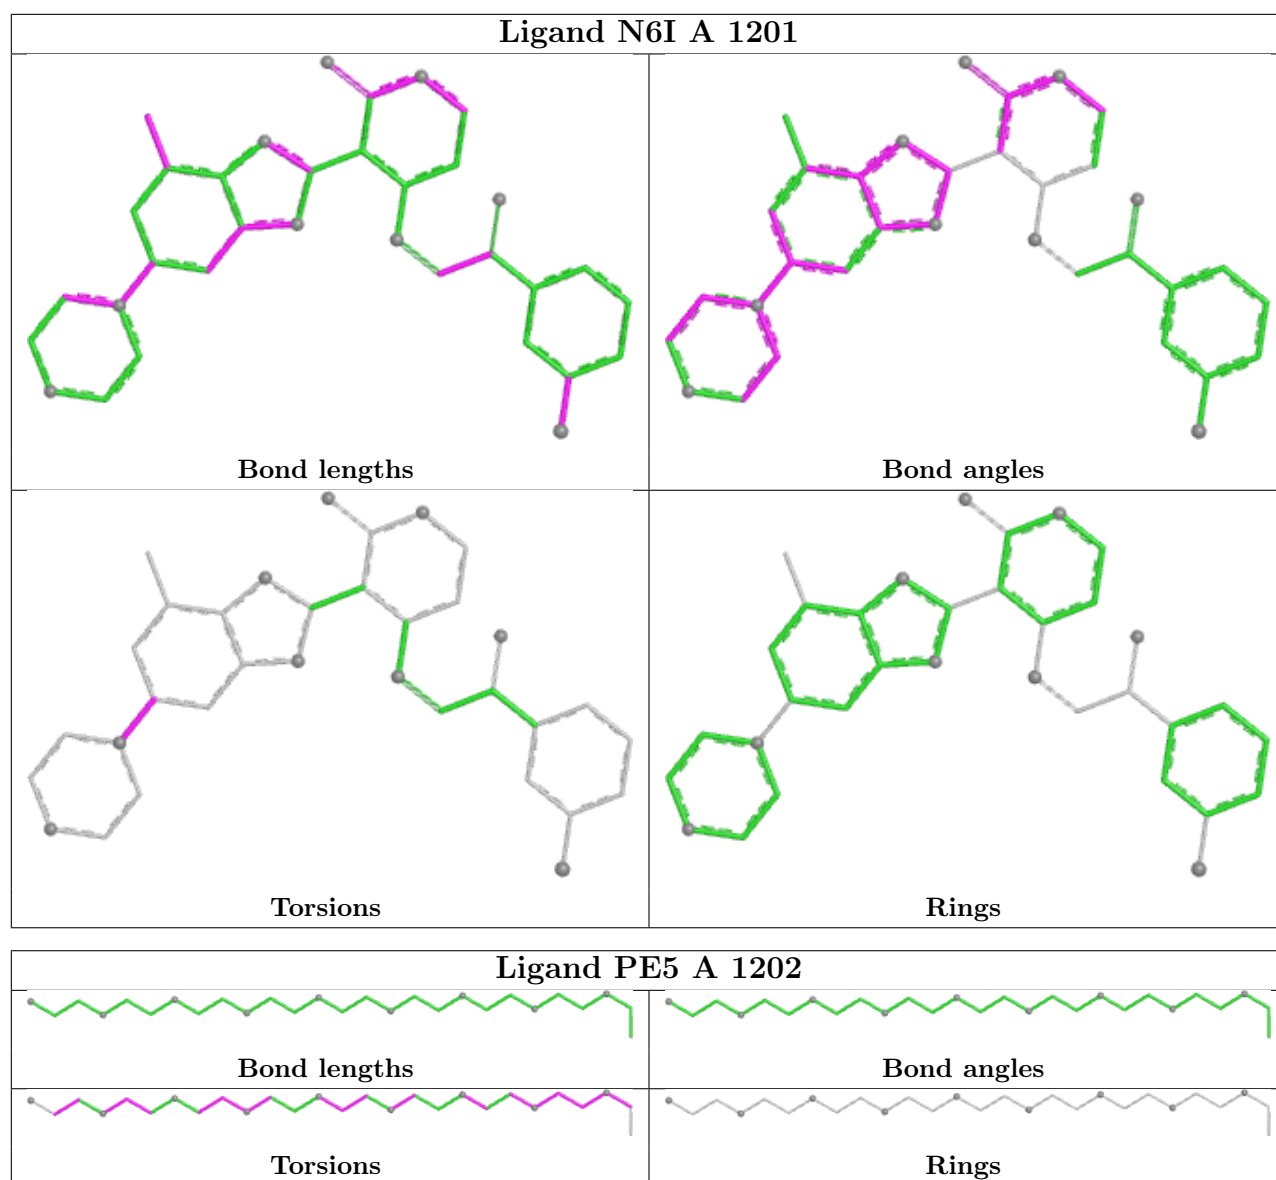 Ligand N6I A 1201
Bond lengths
Bond angles
Torsions
Rings
Ligand PE5 A 1202
Bond lengths
Bond angles
Torsions
Rings